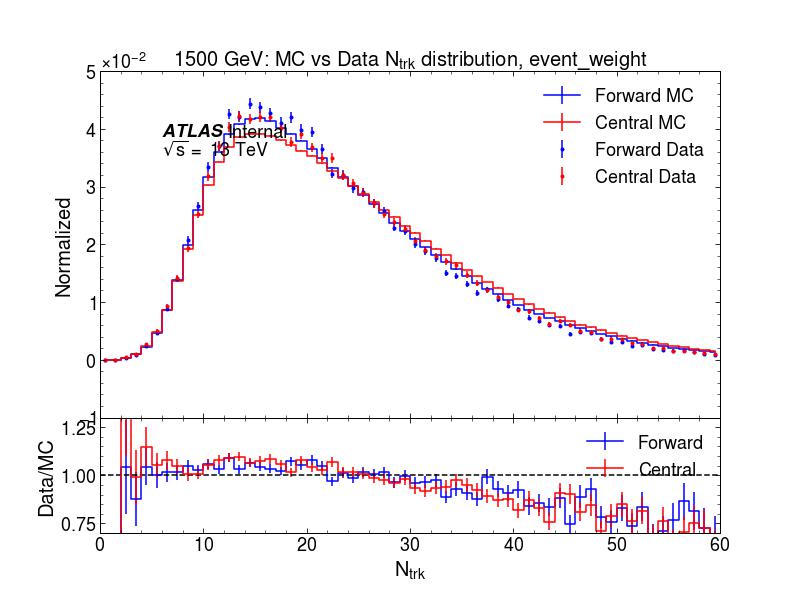 ×10⁻²
1500 GeV: MC vs Data Ntrk distribution, event_weight
5
4
3
2
1
0
−1
Normalized
ATLAS Internal
√s = 13 TeV
Forward MC
Central MC
Forward Data
Central Data
1.25
1.00
0.75
Data/MC
Forward
Central
0 10 20 30 40 50 60
Ntrk